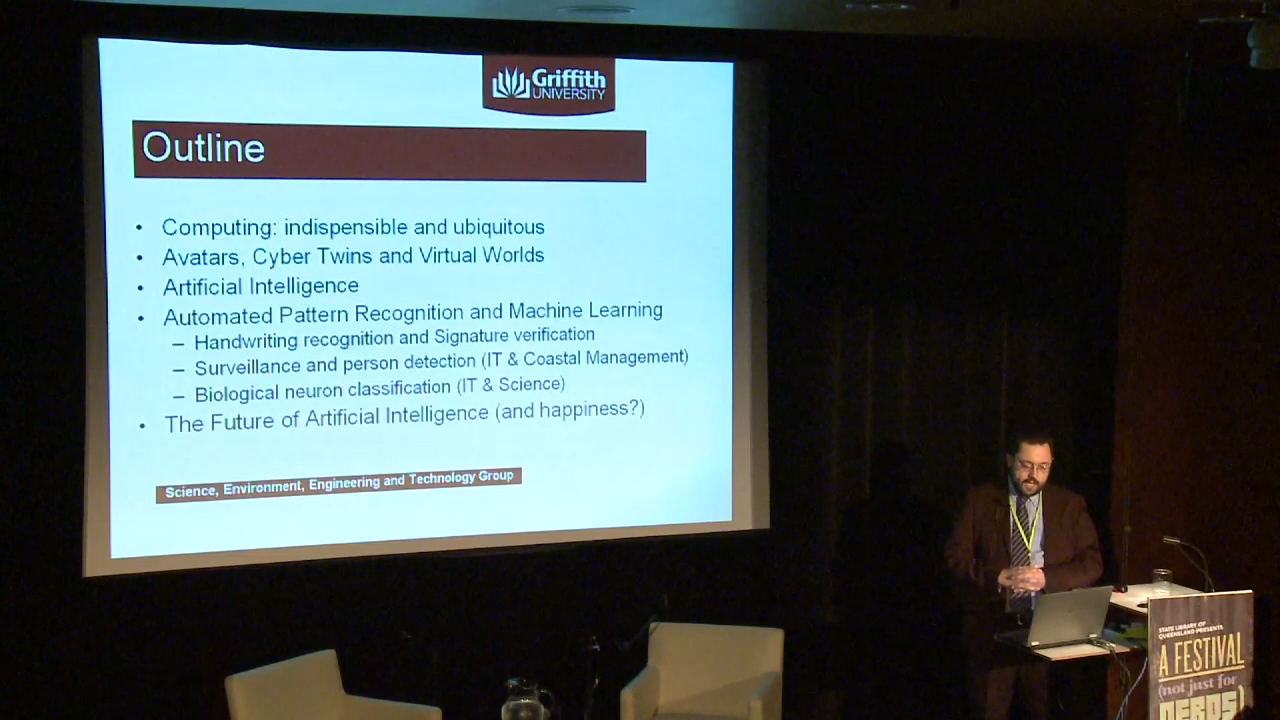 Griffith
UNIVERSITY
Outline
• Computing: indispensible and ubiquitous
• Avatars, Cyber Twins and Virtual Worlds
• Artificial Intelligence
• Automated Pattern Recognition and Machine Learning
– Handwriting recognition and Signature verification
– Surveillance and person detection (IT & Coastal Management)
– Biological neuron classification (IT & Science)
• The Future of Artificial Intelligence (and happiness?)
Science, Environment, Engineering and Technology Group
STATE LIBRARY OF
QUEENSLAND PRESENTS
A FESTIVAL
(not just for
NERDS)